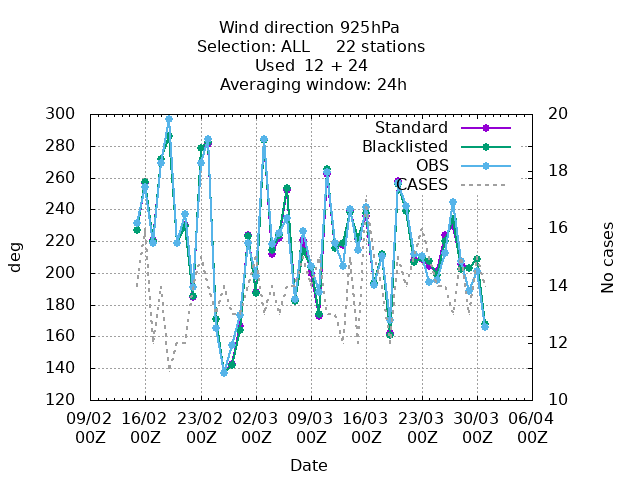 Wind direction 925hPa
Selection: ALL 22 stations
Used 12 + 24
Averaging window: 24h
300
280
260
240
220
200
180
160
140
120
20
18
16
14
12
10
Standard
Blacklisted
OBS
CASES
deg
No cases
09/02 16/02 23/02 02/03 09/03 16/03 23/03 30/03 06/04
00Z 00Z 00Z 00Z 00Z 00Z 00Z 00Z 00Z
Date